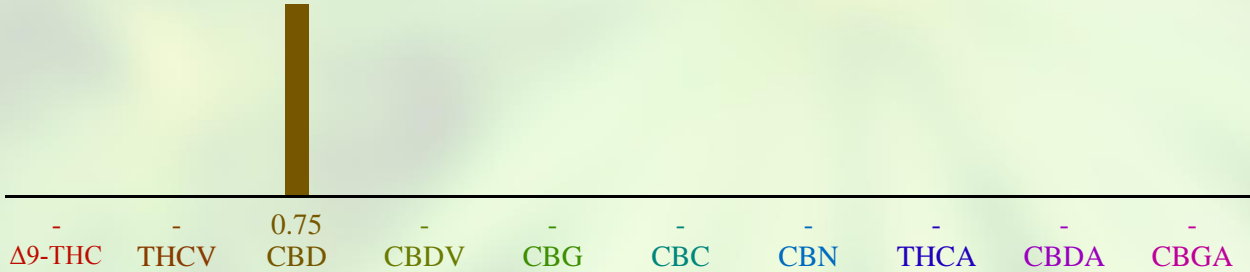 - - 0.75 - - - - - - -
Δ9-THC THCV CBD CBDV CBG CBC CBN THCA CBDA CBGA